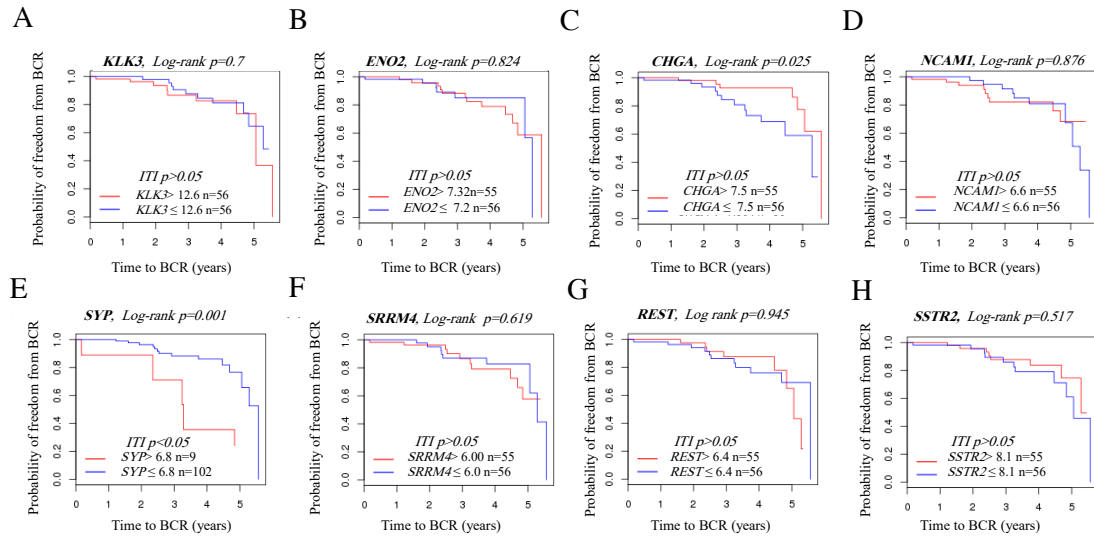 A
B
C
D
KLK3, Log-rank p=0.7
ENO2, Log-rank p=0.824
CHGA, Log-rank p=0.025
NCAM1, Log-rank p=0.876
Probability of freedom from BCR
1.0
0.8
0.6
0.4
0.2
0.0
ITI p>0.05
KLK3> 12.6 n=56
KLK3 ≤ 12.6 n=56
0 1 2 3 4 5
Time to BCR (years)
Probability of freedom from BCR
1.0
0.8
0.6
0.4
0.2
0.0
ITI p>0.05
ENO2> 7.32n=55
ENO2 ≤ 7.2 n=56
0 1 2 3 4 5
Time to BCR (years)
Probability of freedom from BCR
1.0
0.8
0.6
0.4
0.2
0.0
ITI p>0.05
CHGA> 7.5 n=55
CHGA ≤ 7.5 n=56
0 1 2 3 4 5
Time to BCR (years)
Probability of freedom from BCR
1.0
0.8
0.6
0.4
0.2
0.0
ITI p>0.05
NCAM1> 6.6 n=55
NCAM1 ≤ 6.6 n=56
0 1 2 3 4 5
Time to BCR (years)
E
F
G
H
SYP, Log-rank p=0.001
SRRM4, Log-rank p=0.619
REST, Log rank p=0.945
SSTR2, Log-rank p=0.517
Probability of freedom from BCR
1.0
0.8
0.6
0.4
0.2
0.0
ITI p<0.05
SYP> 6.8 n=9
SYP ≤ 6.8 n=102
0 1 2 3 4 5
Time to BCR (years)
Probability of freedom from BCR
1.0
0.8
0.6
0.4
0.2
0.0
ITI p>0.05
SRRM4> 6.00 n=55
SRRM4 ≤ 6.0 n=56
0 1 2 3 4 5
Time to BCR (years)
Probability of freedom from BCR
1.0
0.8
0.6
0.4
0.2
0.0
ITI p>0.05
REST> 6.4 n=55
REST ≤ 6.4 n=56
0 1 2 3 4 5
Time to BCR (years)
Probability of freedom from BCR
1.0
0.8
0.6
0.4
0.2
0.0
ITI p>0.05
SSTR2> 8.1 n=55
SSTR2 ≤ 8.1 n=56
0 1 2 3 4 5
Time to BCR (years)